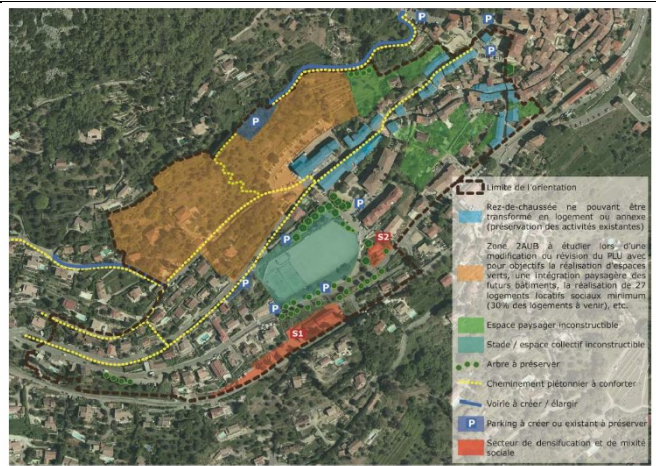 P
P
P
P
P
S2
P
P
P
S1
Limite de l'orientation
Rez-de-chaussée ne pouvant être
transformé en logement ou annexe
(préservation des activités existantes)
Zone 2AUB à étudier lors d'une
modification ou révision du PLU avec
pour objectifs la réalisation d'espaces
verts, une intégration paysagère des
futurs bâtiments, la réalisation de 27
logements locatifs sociaux minimum
(30% des logements à venir), etc.
Espace paysager inconstructible
Stade / espace collectif inconstructible
Arbre à préserver
Cheminement piétonnier à conforter
Voirie à créer / élargir
P Parking à créer ou existant à préserver
Secteur de densifucation et de mixité
sociale